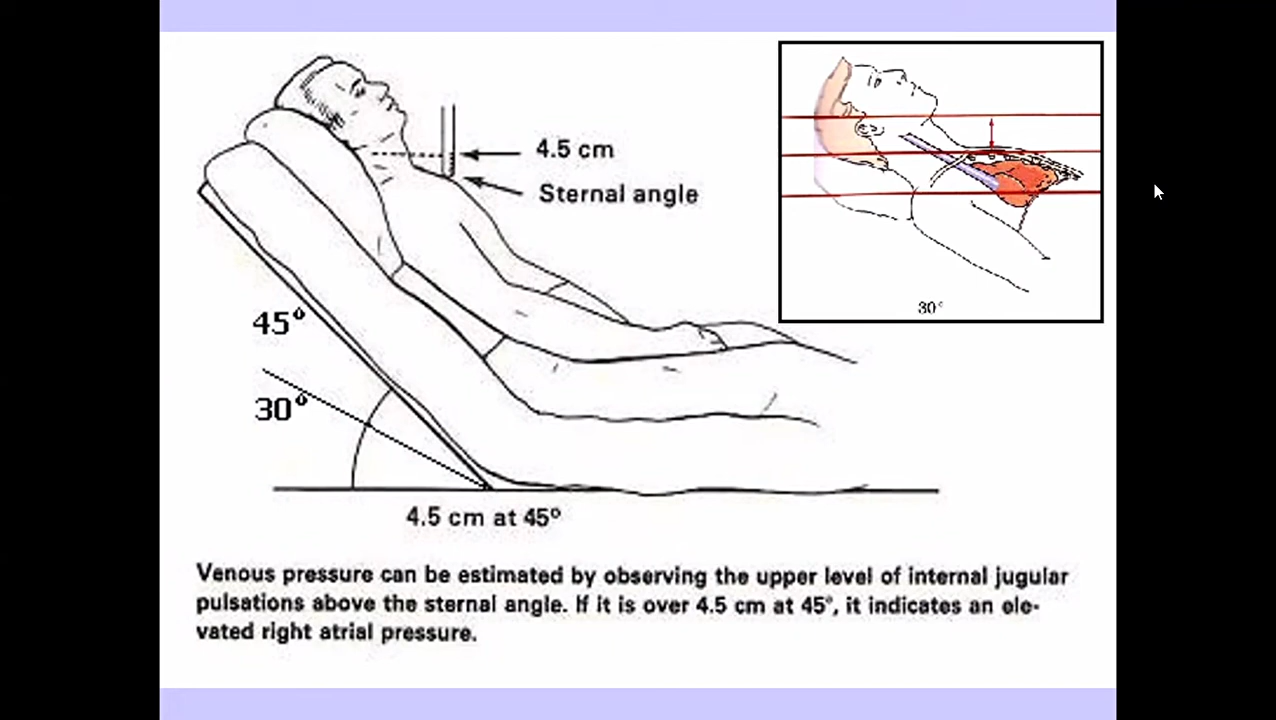 4.5 cm
Sternal angle
45°
30°
30°
4.5 cm at 45°
Venous pressure can be estimated by observing the upper level of internal jugular
pulsations above the sternal angle. If it is over 4.5 cm at 45°, it indicates an ele-
vated right atrial pressure.